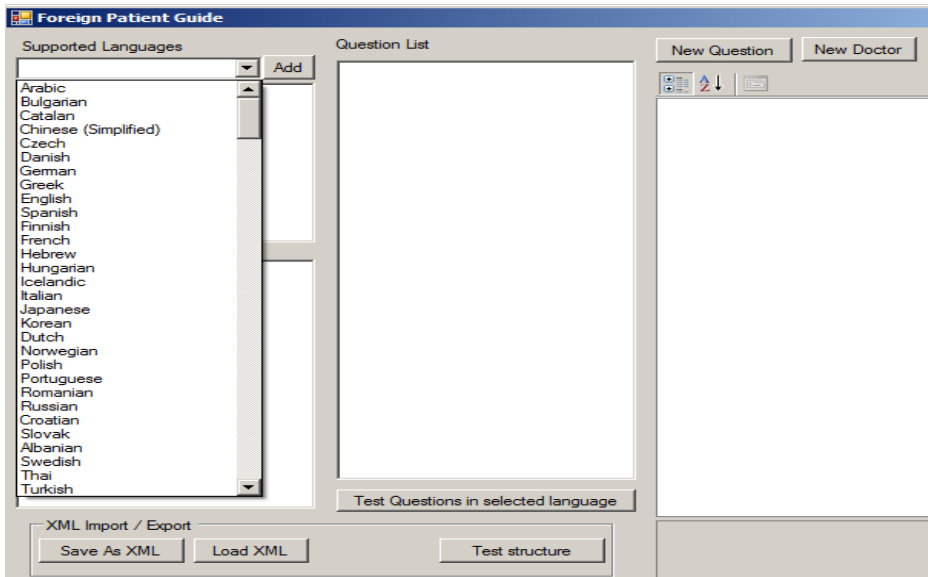 Foreign Patient Guide
Supported Languages
Add
Arabic
Bulgarian
Catalan
Chinese (Simplified)
Czech
Danish
German
Greek
English
Spanish
Finnish
French
Hebrew
Hungarian
Icelandic
Italian
Japanese
Korean
Dutch
Norwegian
Polish
Portuguese
Romanian
Russian
Croatian
Slovak
Albanian
Swedish
Thai
Turkish
Question List
Test Questions in selected language
New Question New Doctor
A
Z
XML Import / Export
Save As XML Load XML Test structure